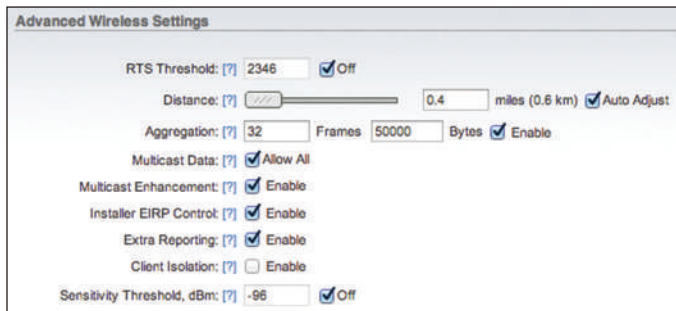 Advanced Wireless Settings
RTS Threshold: [?] 2346 Off
Distance: [?] 0.4 miles (0.6 km) Auto Adjust
Aggregation: [?] 32 Frames 50000 Bytes Enable
Multicast Data: [?] Allow All
Multicast Enhancement: [?] Enable
Installer EIRP Control: [?] Enable
Extra Reporting: [?] Enable
Client Isolation: [?] Enable
Sensitivity Threshold, dBm: [?] -96 Off